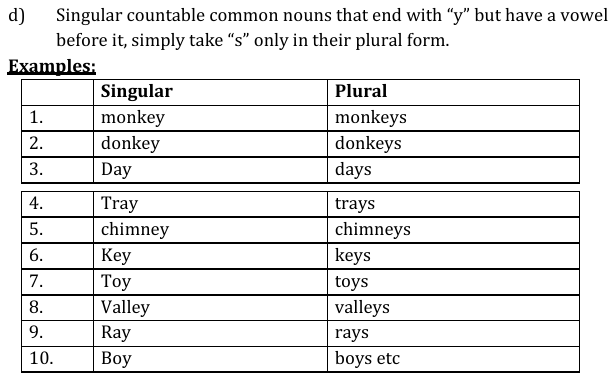 d) Singular countable common nouns that end with “y” but have a vowel
before it, simply take “s” only in their plural form.
Examples:
Singular Plural
1. monkey monkeys
2. donkey donkeys
3. Day days
4. Tray trays
5. chimney chimneys
6. Key keys
7. Toy toys
8. Valley valleys
9. Ray rays
10. Boy boys etc